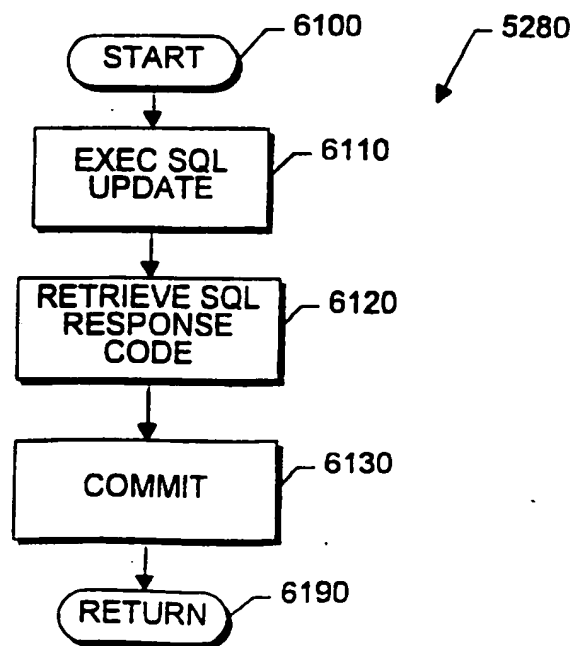 START
6100
5280
EXEC SQL
UPDATE
6110
RETRIEVE SQL
RESPONSE
CODE
6120
COMMIT
6130
RETURN
6190